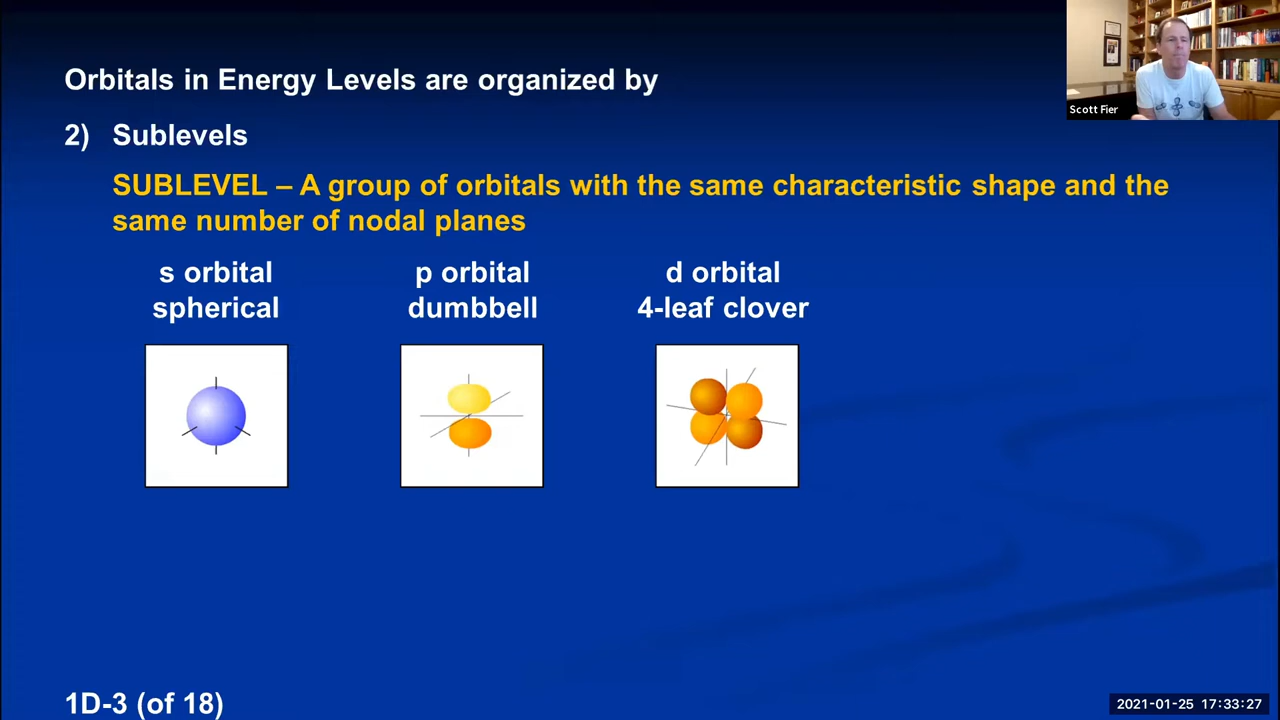 Orbitals in Energy Levels are organized by
2) Sublevels
SUBLEVEL – A group of orbitals with the same characteristic shape and the
same number of nodal planes
s orbital
spherical
p orbital
dumbbell
d orbital
4-leaf clover
Scott Fier
1D-3 (of 18)
2021-01-25 17:33:27